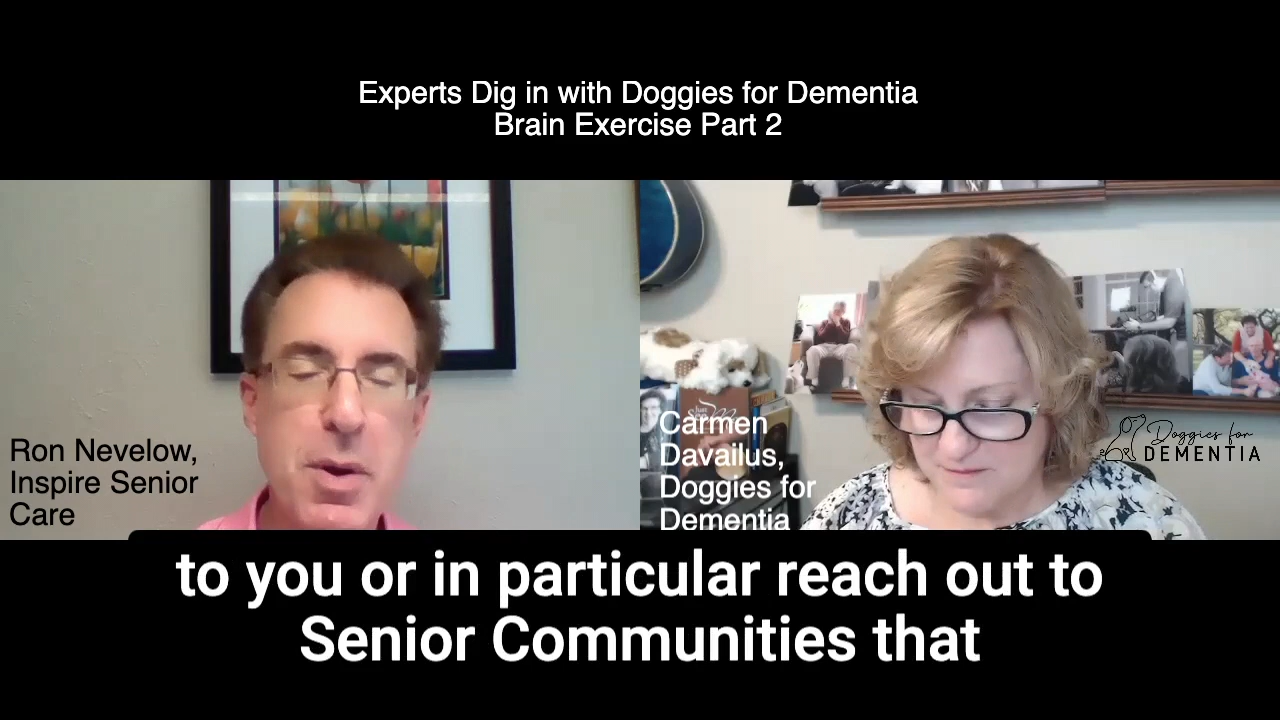 Experts Dig in with Doggies for Dementia
Brain Exercise Part 2
Ron Nevelow,
Inspire Senior
Care
Carmen
Davailus,
Doggies for
Dementia
Doggies for
DEMENTIA
to you or in particular reach out to
Senior Communities that